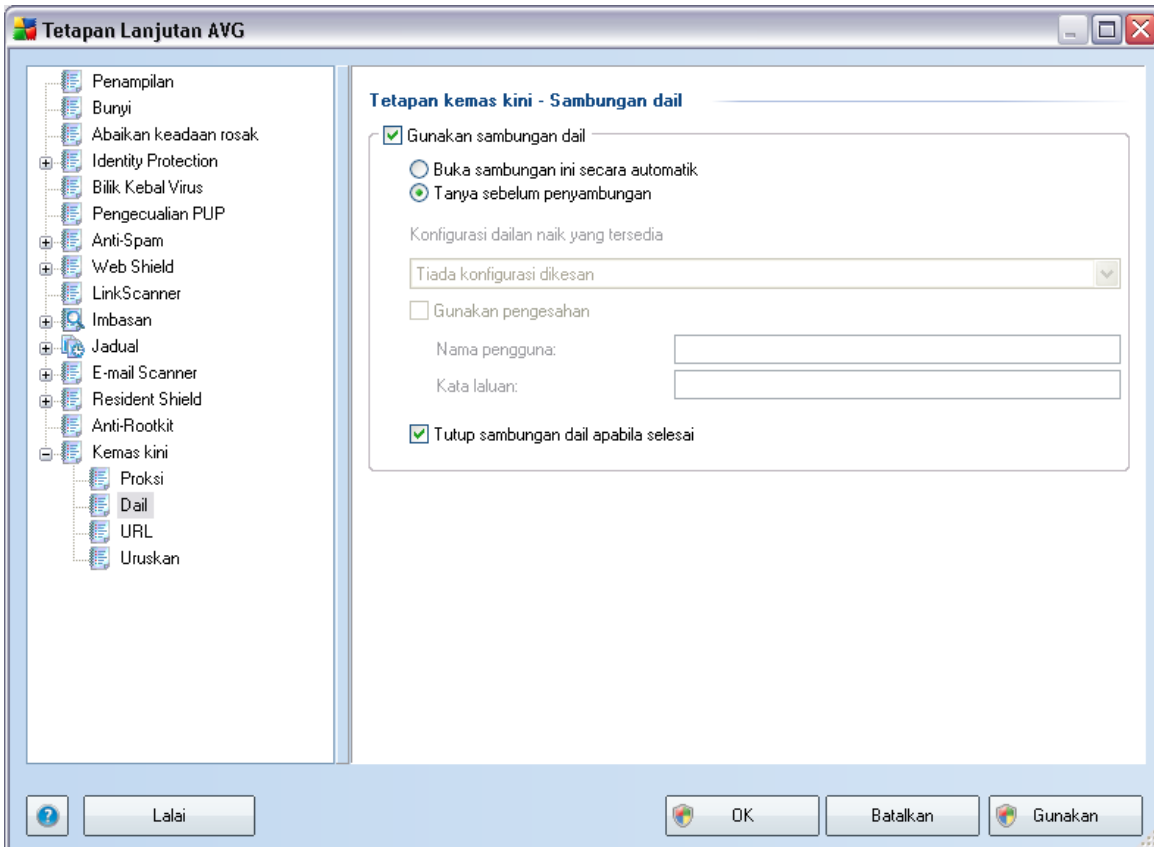 Tetapan Lanjutan AVG
Penampilan
Bunyi
Abaikan keadaan rosak
Identity Protection
Bilik Kebal Virus
Pengecualian PUP
Anti-Spam
Web Shield
LinkScanner
Imbasan
Jadual
E-mail Scanner
Resident Shield
Anti-Rootkit
Kemas kini
Proksi
Dail
URL
Uruskan
Tetapan kemas kini - Sambungan dail
Gunakan sambungan dail
Buka sambungan ini secara automatik
Tanya sebelum penyambungan
Konfigurasi dailan naik yang tersedia
Tiada konfigurasi dikesan
Gunakan pengesahan
Nama pengguna:
Kata laluan:
Tutup sambungan dail apabila selesai
Lalai
OK
Batalkan
Gunakan